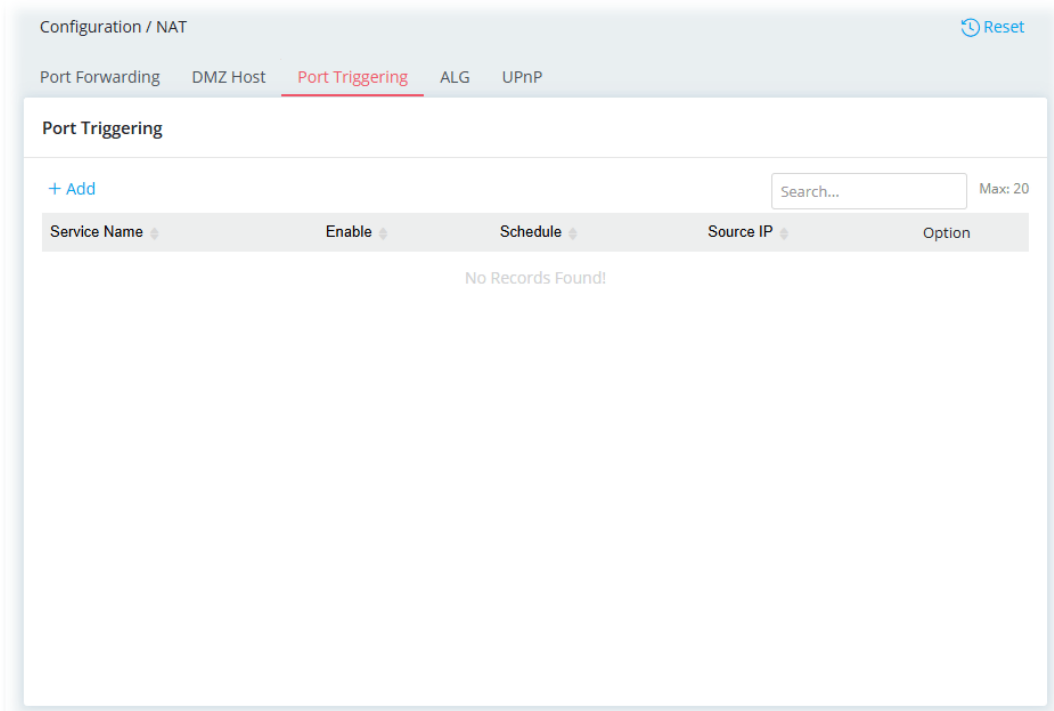 Configuration / NAT Reset
Port Forwarding DMZ Host Port Triggering ALG UPnP
Port Triggering
+ Add Search... Max: 20
Service Name Enable Schedule Source IP Option
No Records Found!